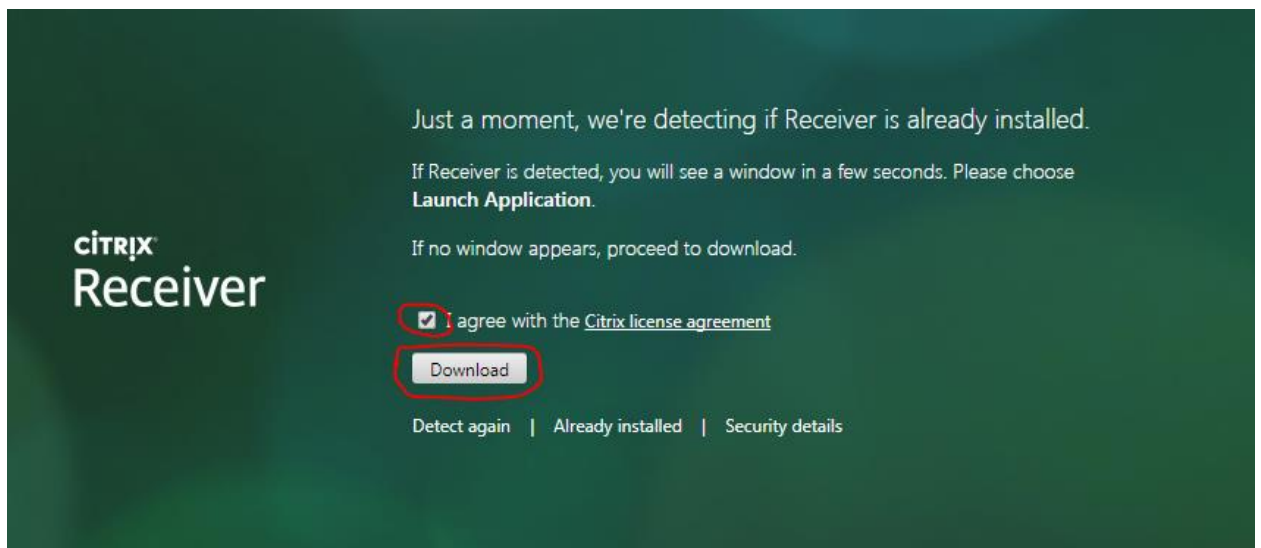 Just a moment, we're detecting if Receiver is already installed.
If Receiver is detected, you will see a window in a few seconds. Please choose
Launch Application.
If no window appears, proceed to download.
CİTRIX
Receiver
I agree with the Citrix license agreement
Download
Detect again | Already installed | Security details